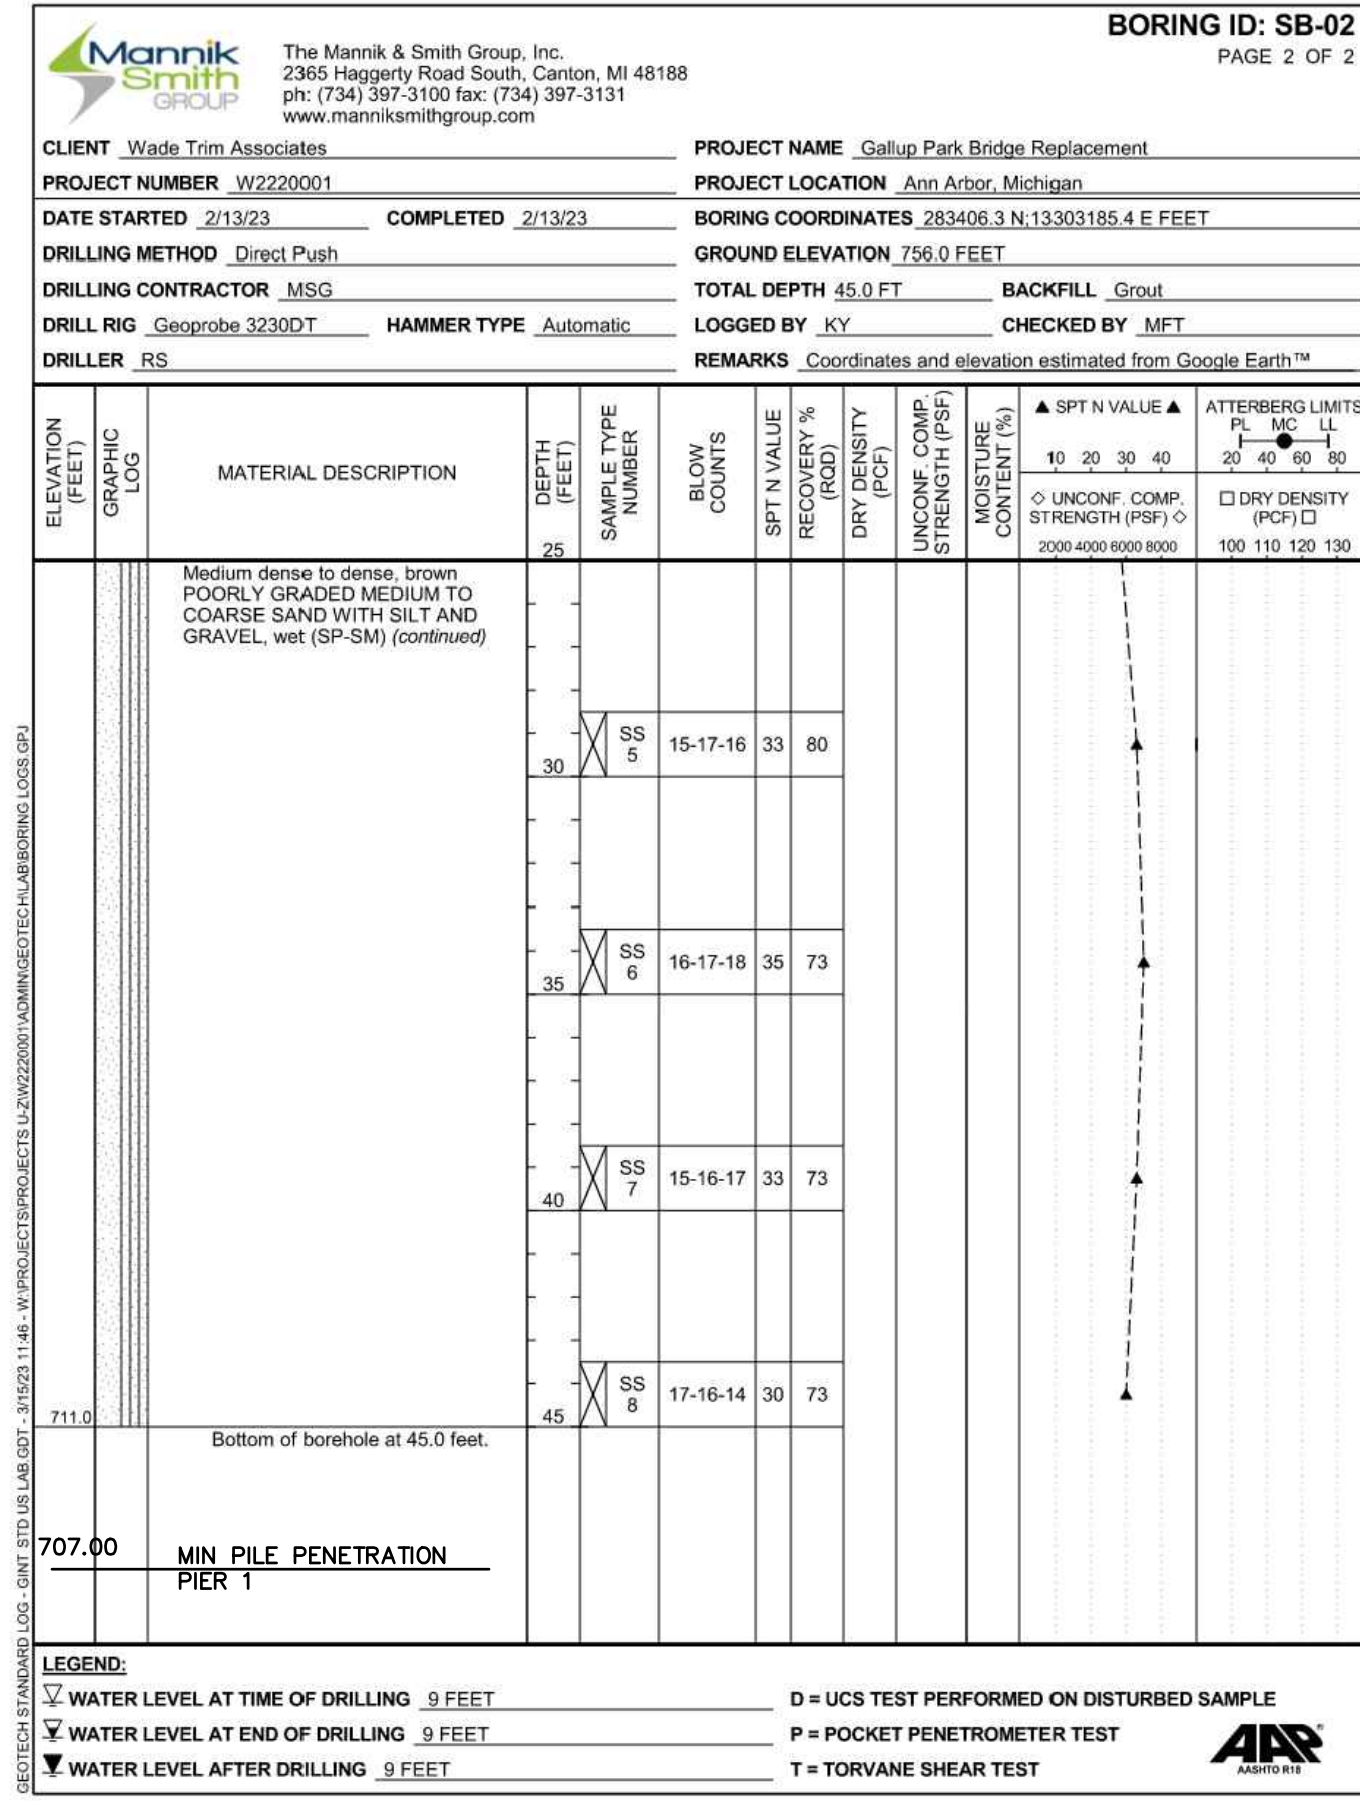 Mannik
Smith
GROUP
The Mannik & Smith Group, Inc.
2365 Haggerty Road South, Canton, MI 48188
ph: (734) 397-3100 fax: (734) 397-3131
www.manniksmithgroup.com
BORING ID: SB-02
PAGE 2 OF 2
CLIENT Wade Trim Associates
PROJECT NAME Gallup Park Bridge Replacement
PROJECT NUMBER W2220001
PROJECT LOCATION Ann Arbor, Michigan
DATE STARTED 2/13/23 COMPLETED 2/13/23
BORING COORDINATES 283406.3 N;13303185.4 E FEET
DRILLING METHOD Direct Push
GROUND ELEVATION 756.0 FEET
DRILLING CONTRACTOR MSG
TOTAL DEPTH 45.0 FT BACKFILL Grout
DRILL RIG Geoprobe 3230DT HAMMER TYPE Automatic
LOGGED BY KY CHECKED BY MFT
DRILLER RS
REMARKS Coordinates and elevation estimated from Google Earth™
ELEVATION
(FEET)
GRAPHIC
LOG
MATERIAL DESCRIPTION
DEPTH
(FEET)
25
SAMPLE TYPE
NUMBER
BLOW
COUNTS
SPT N VALUE
RECOVERY %
(RQD)
DRY DENSITY
(PCF)
UNCONF. COMP.
STRENGTH (PSF)
MOISTURE
CONTENT (%)
▲ SPT N VALUE ▲
10 20 30 40
◇ UNCONF. COMP.
STRENGTH (PSF) ◇
2000 4000 6000 8000
ATTERBERG LIMITS
PL MC LL
20 40 60 80
□ DRY DENSITY
(PCF) □
100 110 120 130
Medium dense to dense, brown
POORLY GRADED MEDIUM TO
COARSE SAND WITH SILT AND
GRAVEL, wet (SP-SM) (continued)
SS
5
15-17-16 33 80
30
SS
6
16-17-18 35 73
35
SS
7
15-16-17 33 73
40
SS
8
17-16-14 30 73
711.0
45
Bottom of borehole at 45.0 feet.
707.00
MIN PILE PENETRATION
PIER 1
GEOTECH STANDARD LOG - GINT STD US LAB.GDT - 3/15/23 11:46 - W:\PROJECTS\PROJECTS U-Z\W2220001\ADMIN\GEOTECH\LAB\BORING LOGS.GPJ
LEGEND:
WATER LEVEL AT TIME OF DRILLING 9 FEET
WATER LEVEL AT END OF DRILLING 9 FEET
WATER LEVEL AFTER DRILLING 9 FEET
D = UCS TEST PERFORMED ON DISTURBED SAMPLE
P = POCKET PENETROMETER TEST
T = TORVANE SHEAR TEST
AAP
AASHTO R18